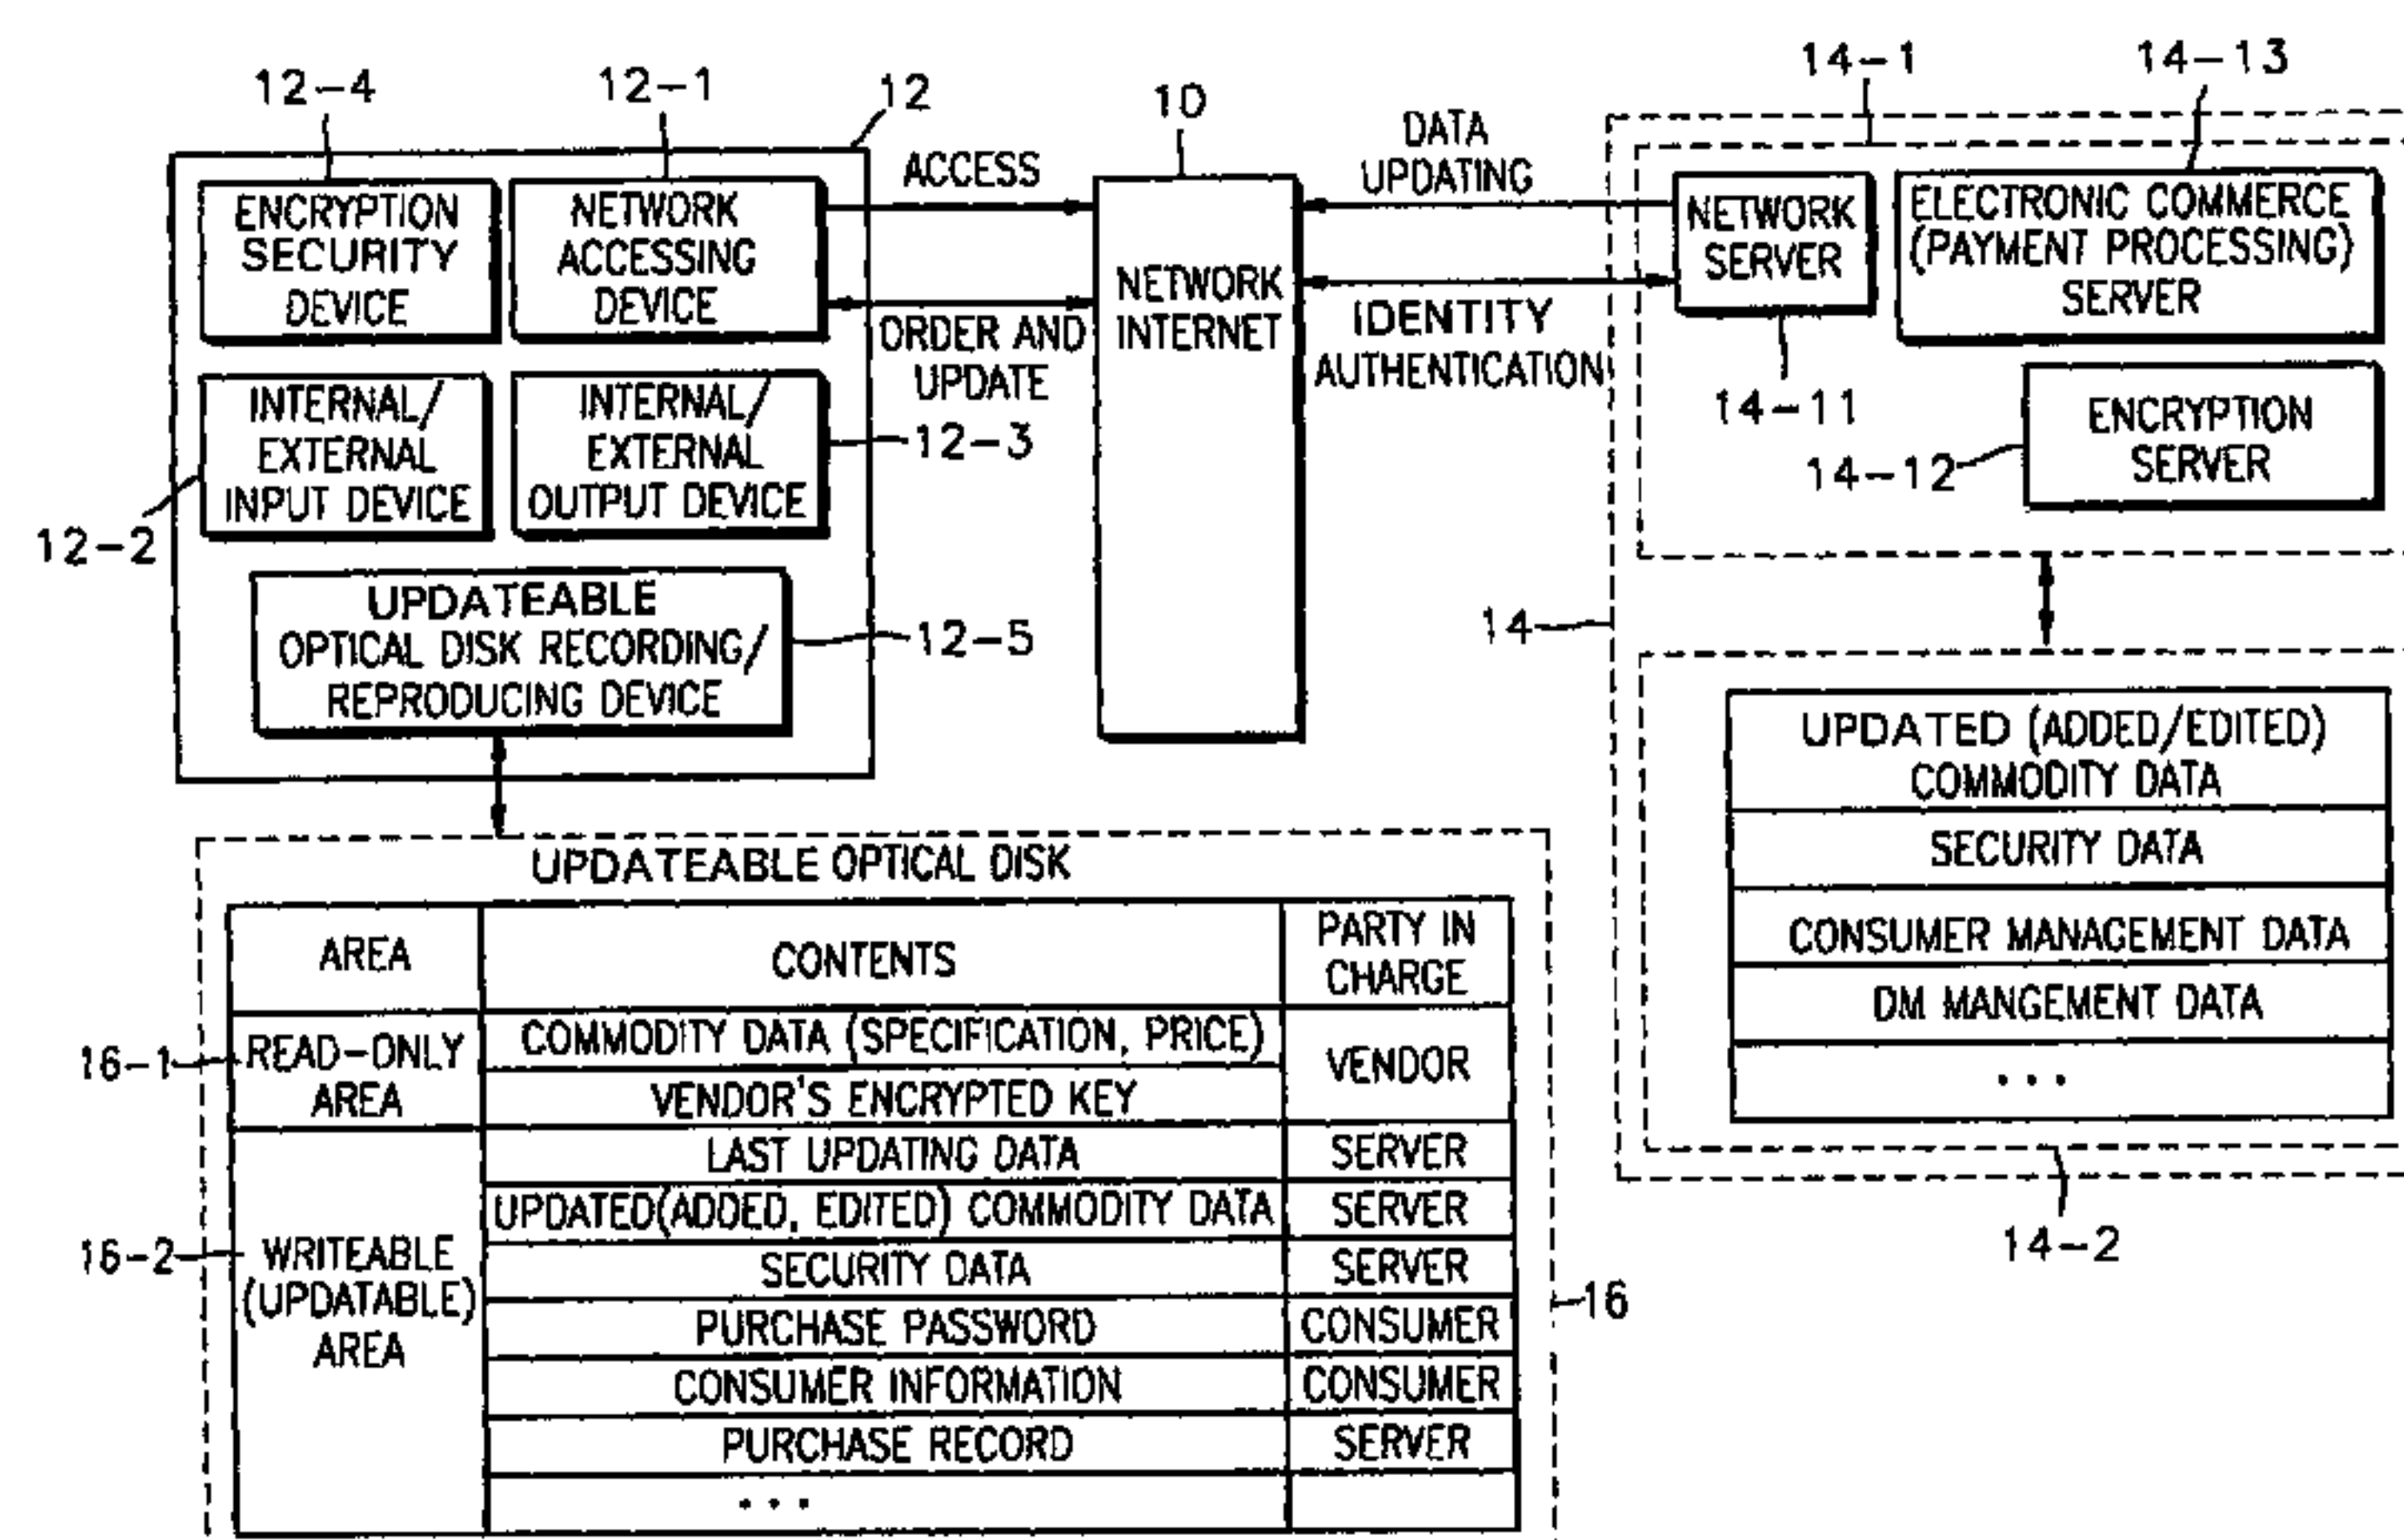 12-4
12-1
12
10
14-1
14-13
ENCRYPTION
SECURITY
DEVICE
NETWORK
ACCESSING
DEVICE
ACCESS
ORDER AND
UPDATE
NETWORK
INTERNET
DATA
UPDATING
IDENTITY
AUTHENTICATION
NETWORK
SERVER
14-11
ELECTRONIC COMMERCE
(PAYMENT PROCESSING)
SERVER
INTERNAL/
EXTERNAL
INPUT DEVICE
12-2
INTERNAL/
EXTERNAL
OUTPUT DEVICE
12-3
ENCRYPTION
SERVER
14-12
UPDATEABLE
OPTICAL DISK RECORDING/
REPRODUCING DEVICE
12-5
14
UPDATED (ADDED/EDITED)
COMMODITY DATA
SECURITY DATA
CONSUMER MANAGEMENT DATA
DM MANGEMENT DATA
...
14-2
UPDATEABLE OPTICAL DISK
AREA
CONTENTS
PARTY IN
CHARGE
16-1
READ-ONLY
AREA
COMMODITY DATA (SPECIFICATION, PRICE)
VENDOR'S ENCRYPTED KEY
VENDOR
16-2
WRITEABLE
(UPDATABLE)
AREA
LAST UPDATING DATA
SERVER
UPDATED(ADDED, EDITED) COMMODITY DATA
SERVER
SECURITY DATA
SERVER
PURCHASE PASSWORD
CONSUMER
CONSUMER INFORMATION
CONSUMER
PURCHASE RECORD
SERVER
...
16